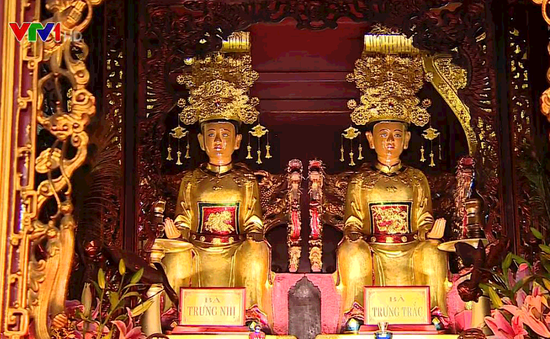 VTV1
BÀ
TRƯNG NHỊ
BÀ
TRƯNG TRẮC